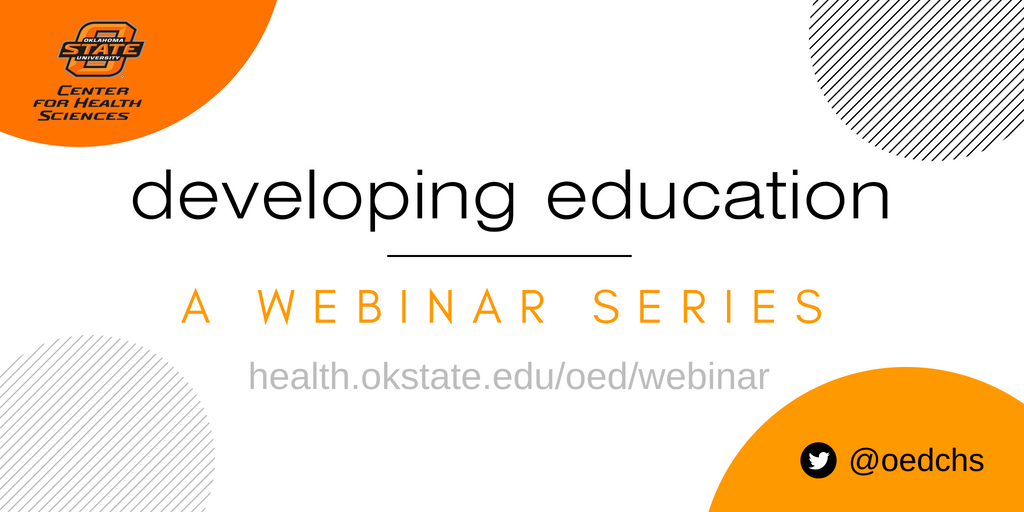 OKLAHOMA
STATE
UNIVERSITY
CENTER
FOR HEALTH
SCIENCES
developing education
A WEBINAR SERIES
health.okstate.edu/oed/webinar
@oedchs